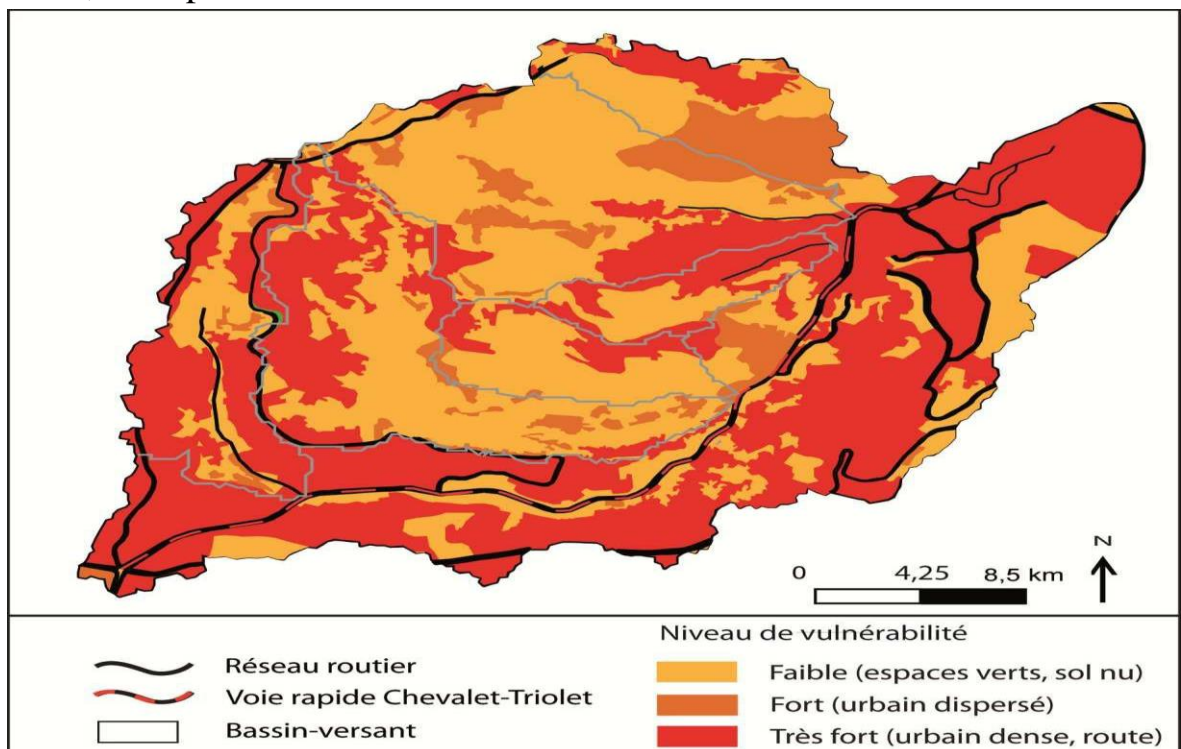 N
0 4,25 8,5 km
Niveau de vulnérabilité
Réseau routier
Voie rapide Chevalet-Triolet
Bassin-versant
Faible (espaces verts, sol nu)
Fort (urbain dispersé)
Très fort (urbain dense, route)